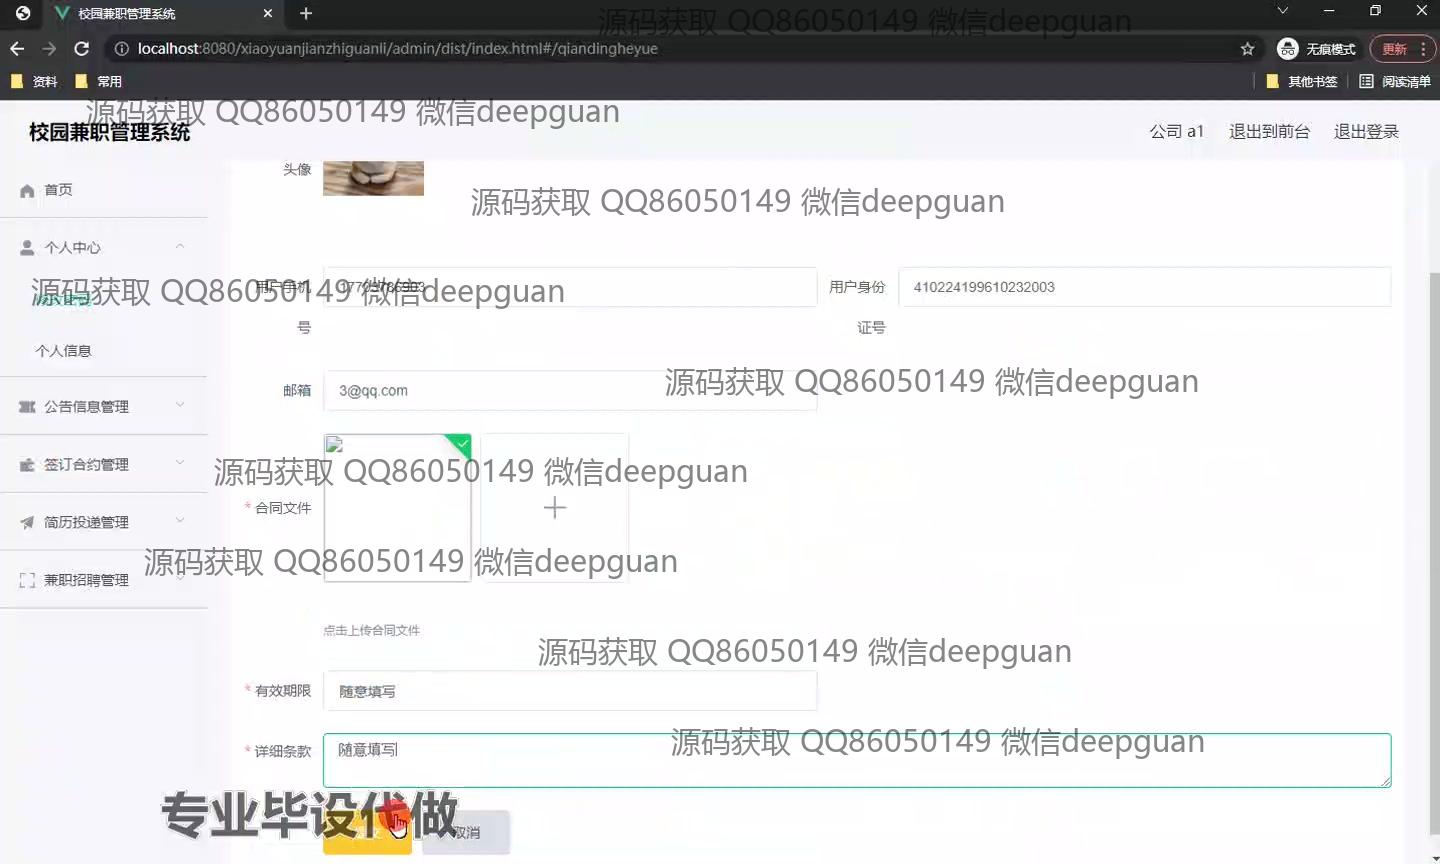 校园兼职管理系统
源码获取 QQ86050149 微信deepguan
localhost:8080/xiaoyuanjianzhiguanli/admin/dist/index.html#/qiandingheyue
无痕模式
更新
资料
常用
其他书签
阅读清单
源码获取 QQ86050149 微信deepguan
校园兼职管理系统
公司 a1
退出到前台
退出登录
头像
首页
源码获取 QQ86050149 微信deepguan
个人中心
源码获取 QQ86050149 微信deepguan
用户手机号
17703786903
用户身份证号
410224199610232003
个人信息
邮箱
3@qq.com
源码获取 QQ86050149 微信deepguan
公告信息管理
签订合约管理
源码获取 QQ86050149 微信deepguan
* 合同文件
简历投递管理
源码获取 QQ86050149 微信deepguan
兼职招聘管理
点击上传合同文件
源码获取 QQ86050149 微信deepguan
* 有效期限
随意填写
* 详细条款
随意填写
源码获取 QQ86050149 微信deepguan
专业毕设代做
取消